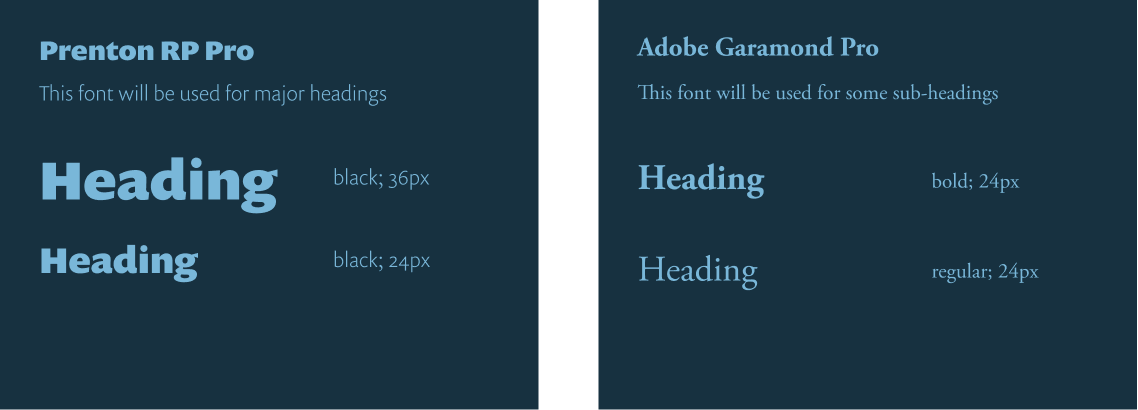 Prenton RP Pro
This font will be used for major headings
Heading
black; 36px
Heading
black; 24px
Adobe Garamond Pro
This font will be used for some sub-headings
Heading
bold; 24px
Heading
regular; 24px